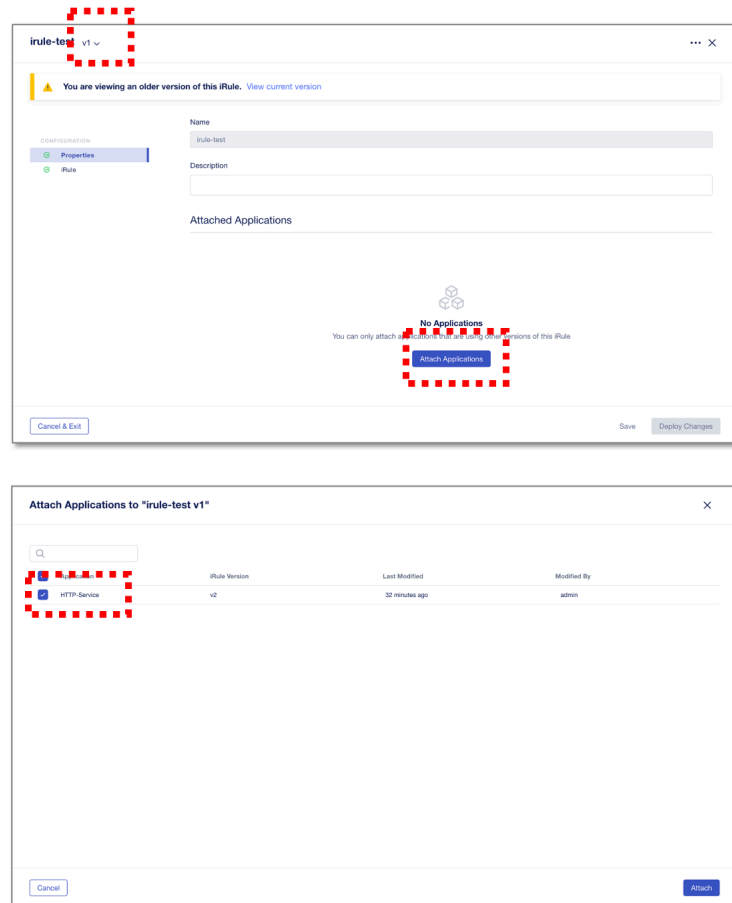 irule-test v1
You are viewing an older version of this iRule. View current version
CONFIGURATION
Properties
iRule
Name
irule-test
Description
Attached Applications
No Applications
You can only attach applications that are using other versions of this iRule
Attach Applications
Cancel & Exit
Save
Deploy Changes
Attach Applications to "irule-test v1"
Application iRule Version Last Modified Modified By
HTTP-Service v2 32 minutes ago admin
Cancel
Attach